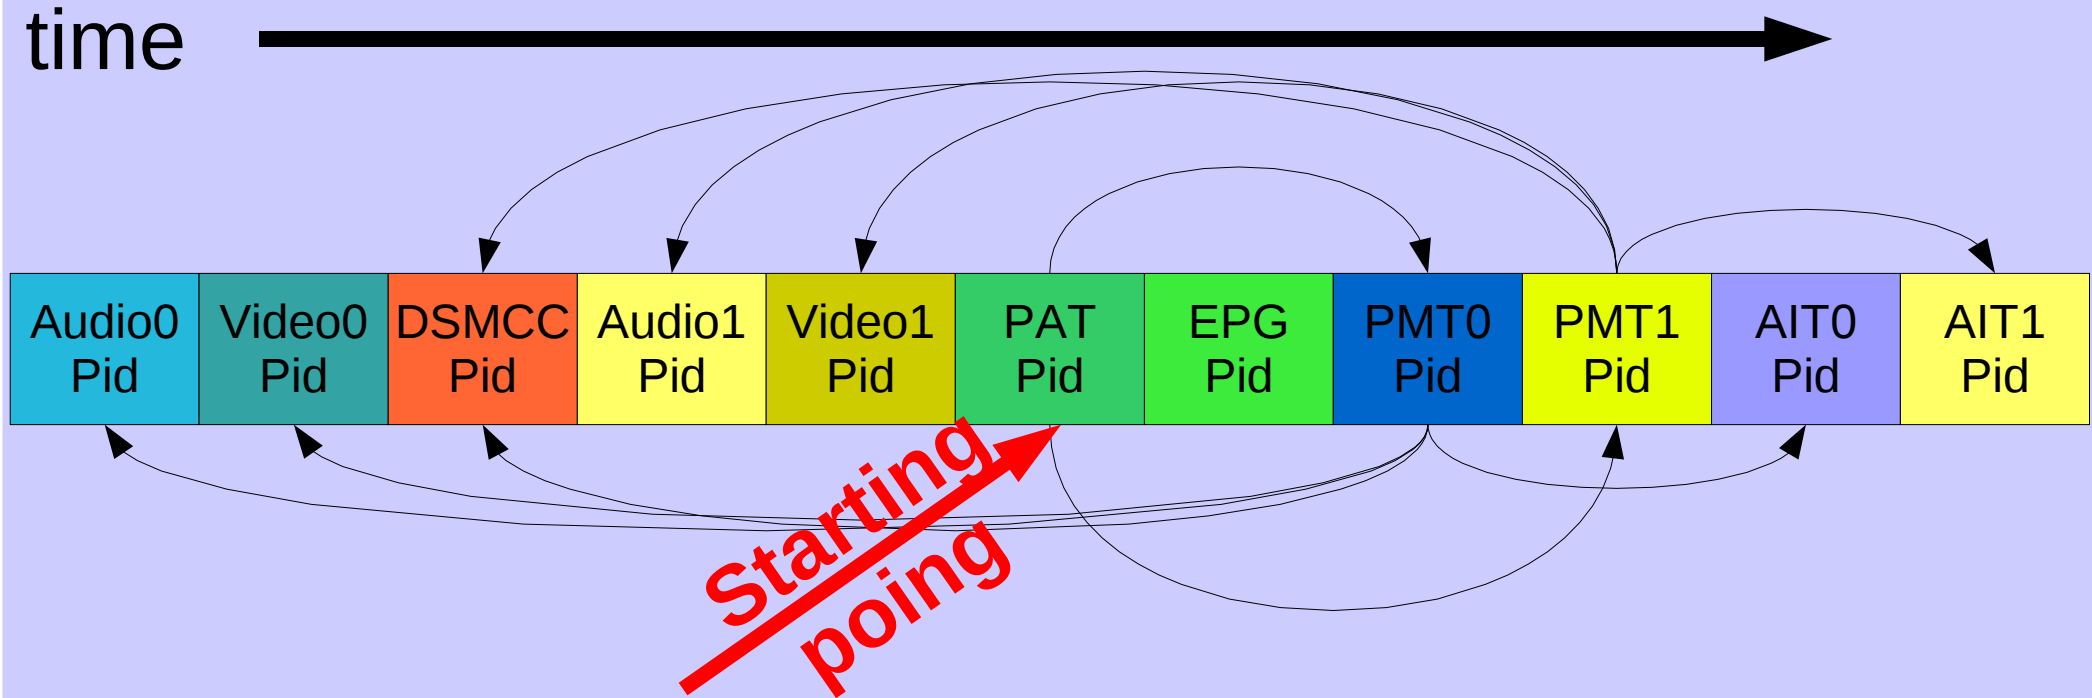 time
Audio0
Pid
Video0
Pid
DSMCC
Pid
Audio1
Pid
Video1
Pid
PAT
Pid
EPG
Pid
PMT0
Pid
PMT1
Pid
AIT0
Pid
AIT1
Pid
Starting
poing